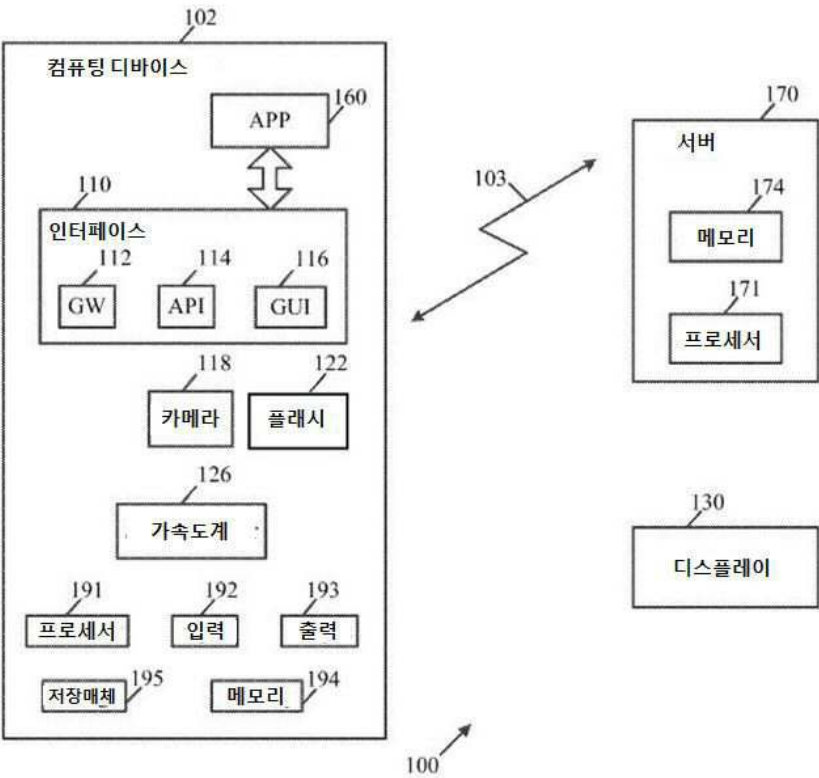 102
컴퓨팅 디바이스
160
APP
110
인터페이스
112
114
116
GW
API
GUI
118
122
카메라
플래시
126
가속도계
191
192
193
프로세서
입력
출력
195
저장매체
194
메모리
103
170
서버
174
메모리
171
프로세서
130
디스플레이
100